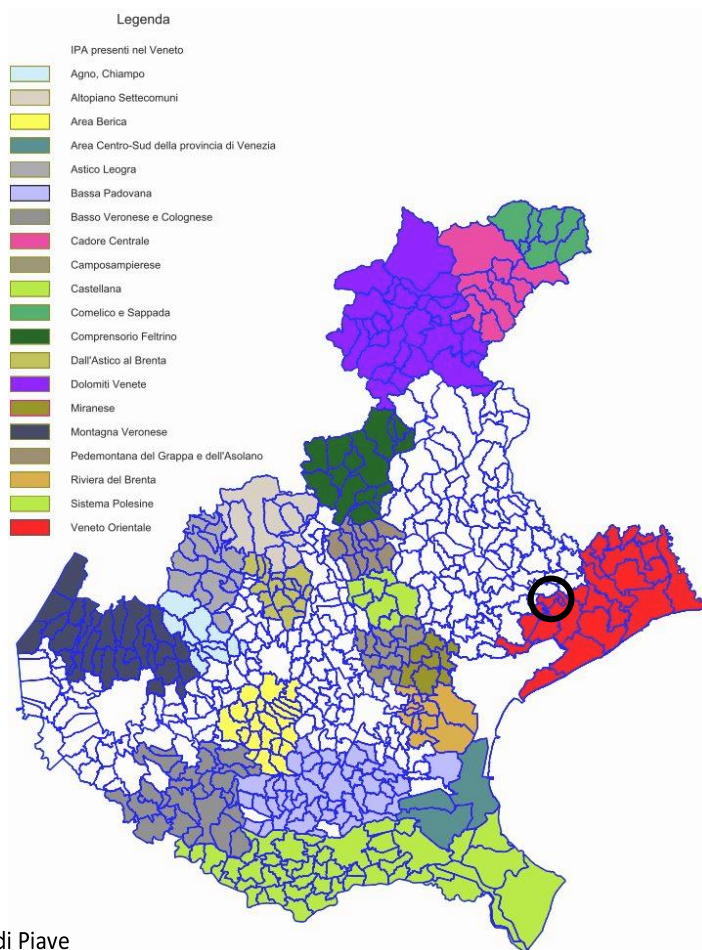 Legenda
IPA presenti nel Veneto
Agno, Chiampo
Altopiano Settecomuni
Area Berica
Area Centro-Sud della provincia di Venezia
Astico Leogra
Bassa Padovana
Basso Veronese e Colognese
Cadore Centrale
Camposampierese
Castellana
Comelico e Sappada
Comprensorio Feltrino
Dall'Astico al Brenta
Dolomiti Venete
Miranese
Montagna Veronese
Pedemontana del Grappa e dell'Asolano
Riviera del Brenta
Sistema Polesine
Veneto Orientale
di Piave